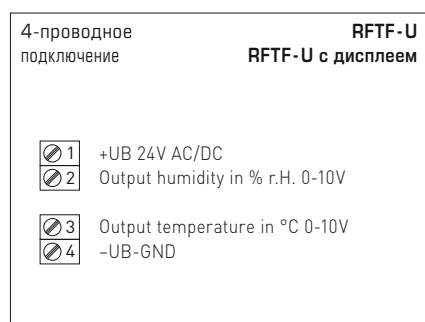 4-проводное RFTF-U
подключение RFTF-U с дисплеем
1 +UB 24V AC/DC
2 Output humidity in % r.H. 0-10V
3 Output temperature in °C 0-10V
4 –UB-GND